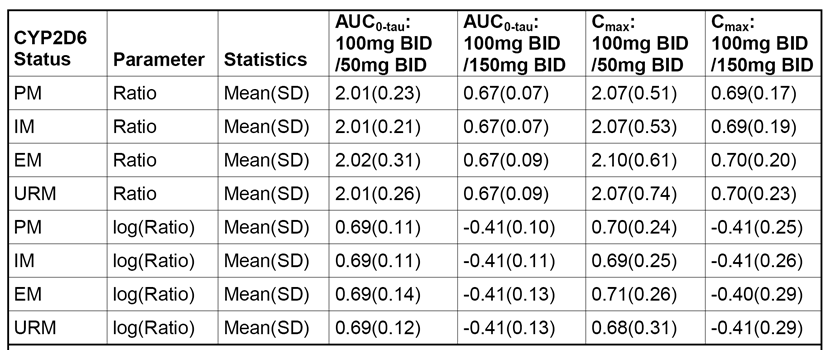 CYP2D6 Status | Parameter | Statistics | AUC0-tau: 100mg BID /50mg BID | AUC0-tau: 100mg BID /150mg BID | Cmax: 100mg BID /50mg BID | Cmax: 100mg BID /150mg BID
PM | Ratio | Mean(SD) | 2.01(0.23) | 0.67(0.07) | 2.07(0.51) | 0.69(0.17)
IM | Ratio | Mean(SD) | 2.01(0.21) | 0.67(0.07) | 2.07(0.53) | 0.69(0.19)
EM | Ratio | Mean(SD) | 2.02(0.31) | 0.67(0.09) | 2.10(0.61) | 0.70(0.20)
URM | Ratio | Mean(SD) | 2.01(0.26) | 0.67(0.09) | 2.07(0.74) | 0.70(0.23)
PM | log(Ratio) | Mean(SD) | 0.69(0.11) | -0.41(0.10) | 0.70(0.24) | -0.41(0.25)
IM | log(Ratio) | Mean(SD) | 0.69(0.11) | -0.41(0.11) | 0.69(0.25) | -0.41(0.26)
EM | log(Ratio) | Mean(SD) | 0.69(0.14) | -0.41(0.13) | 0.71(0.26) | -0.40(0.29)
URM | log(Ratio) | Mean(SD) | 0.69(0.12) | -0.41(0.13) | 0.68(0.31) | -0.41(0.29)